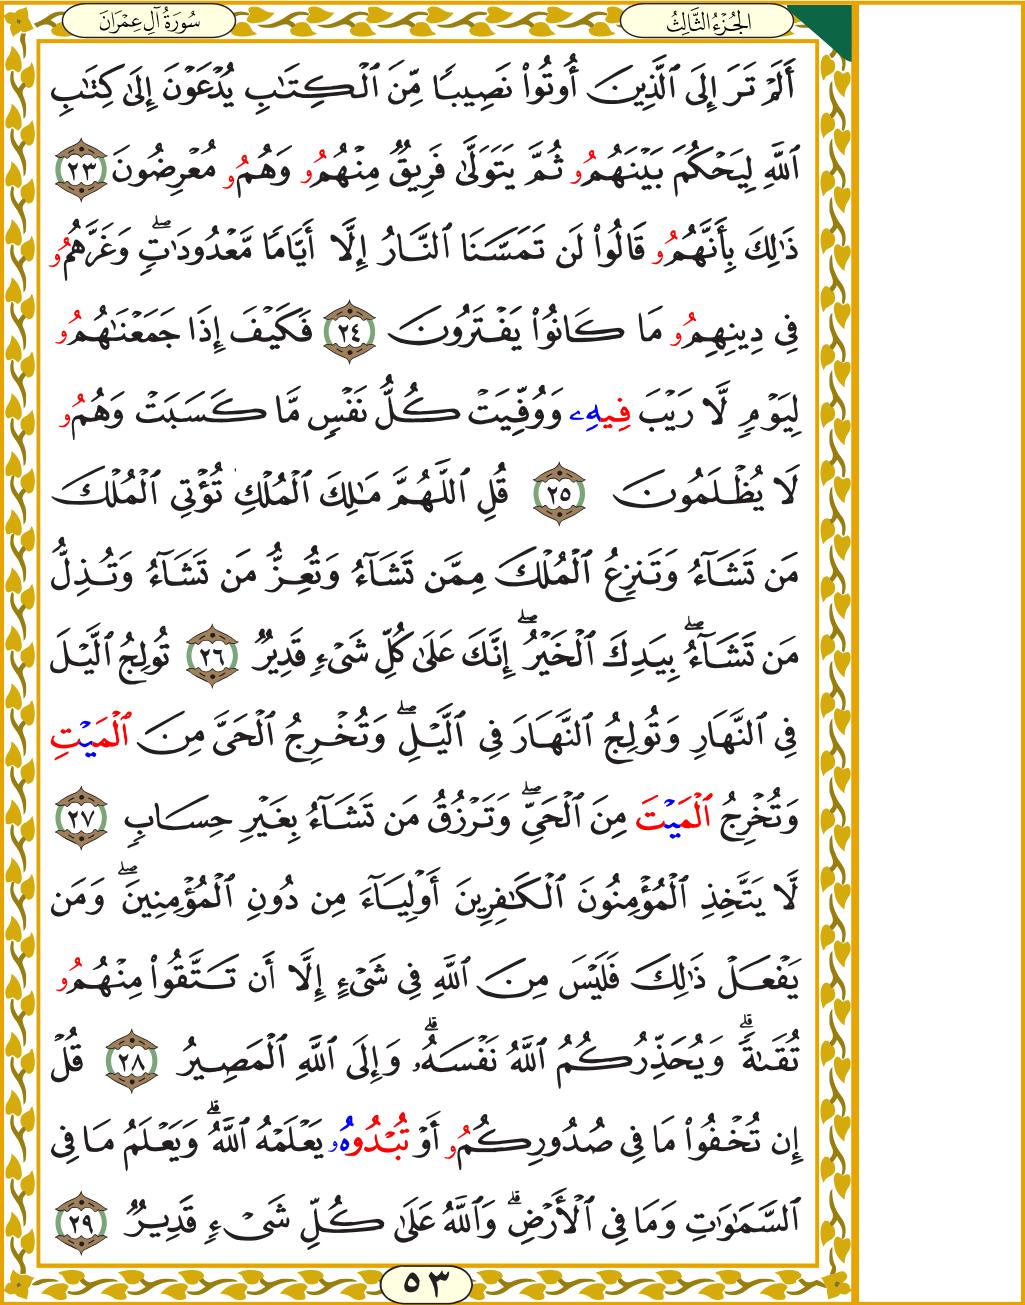 سُورَةُ آلِ عِمْرَانَ
الجُزْءُ الثَّالِثُ
أَلَمْ تَرَ إِلَى ٱلَّذِينَ أُوتُواْ نَصِيبًا مِّنَ ٱلْكِتَٰبِ يُدْعَوْنَ إِلَىٰ كِتَٰبِ
ٱللَّهِ لِيَحْكُمَ بَيْنَهُمُۥ ثُمَّ يَتَوَلَّىٰ فَرِيقٌ مِنْهُمُۥ وَهُمُۥ مُعْرِضُونَ ٢٣
ذَٰلِكَ بِأَنَّهُمُۥ قَالُواْ لَن تَمَسَّنَا ٱلنَّارُ إِلَّا أَيَّامًا مَّعْدُودَٰتٍۖ وَغَرَّهُمُۥ
فِي دِينِهِمُۥ مَا كَانُواْ يَفْتَرُونَ ٢٤ فَكَيْفَ إِذَا جَمَعْنَٰهُمُۥ
لِيَوْمٍ لَّا رَيْبَ فِيهِۦ وَوُفِّيَتْ كُلُّ نَفْسٍ مَّا كَسَبَتْ وَهُمُۥ
لَا يُظْلَمُونَ ٢٥ قُلِ ٱللَّهُمَّ مَٰلِكَ ٱلْمُلْكِ تُؤْتِي ٱلْمُلْكَ
مَن تَشَآءُ وَتَنزِعُ ٱلْمُلْكَ مِمَّن تَشَآءُ وَتُعِزُّ مَن تَشَآءُ وَتُذِلُّ
مَن تَشَآءُۖ بِيَدِكَ ٱلْخَيْرُۖ إِنَّكَ عَلَىٰ كُلِّ شَيْءٍ قَدِيرٌ ٢٦ تُولِجُ ٱلَّيْلَ
فِي ٱلنَّهَارِ وَتُولِجُ ٱلنَّهَارَ فِي ٱلَّيْلِۖ وَتُخْرِجُ ٱلْحَيَّ مِنَ ٱلْمَيْتِ
وَتُخْرِجُ ٱلْمَيْتَ مِنَ ٱلْحَيِّۖ وَتَرْزُقُ مَن تَشَآءُ بِغَيْرِ حِسَابٍ ٢٧
لَّا يَتَّخِذِ ٱلْمُؤْمِنُونَ ٱلْكَٰفِرِينَ أَوْلِيَآءَ مِن دُونِ ٱلْمُؤْمِنِينَۖ وَمَن
يَفْعَلْ ذَٰلِكَ فَلَيْسَ مِنَ ٱللَّهِ فِي شَيْءٍ إِلَّا أَن تَتَّقُواْ مِنْهُمُۥ
تُقَىٰةًۗ وَيُحَذِّرُكُمُ ٱللَّهُ نَفْسَهُۥۗ وَإِلَى ٱللَّهِ ٱلْمَصِيرُ ٢٨ قُلْ
إِن تُخْفُواْ مَا فِي صُدُورِكُمُۥ أَوْ تُبْدُوهُۥ يَعْلَمْهُ ٱللَّهُۗ وَيَعْلَمُ مَا فِي
ٱلسَّمَٰوَٰتِ وَمَا فِي ٱلْأَرْضِۗ وَٱللَّهُ عَلَىٰ كُلِّ شَيْءٍ قَدِيرٌ ٢٩
٥٣